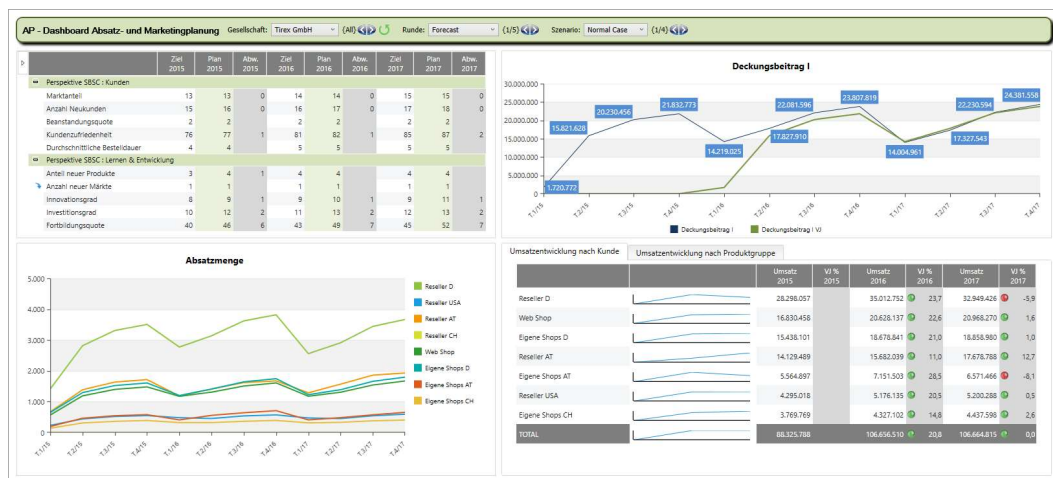 AP - Dashboard Absatz- und Marketingplanung Gesellschaft: Tirex GmbH (All) Runde: Forecast (1/5) Szenario: Normal Case (1/4)
Ziel 2015 Plan 2015 Abw. 2015 Ziel 2016 Plan 2016 Abw. 2016 Ziel 2017 Plan 2017 Abw. 2017
Perspektive SBSC : Kunden
Marktanteil 13 13 0 14 14 0 15 15 0
Anzahl Neukunden 15 16 0 16 17 0 17 18 0
Beanstandungsquote 2 2 2 2 2 2
Kundenzufriedenheit 76 77 1 81 82 1 85 87 2
Durchschnittliche Bestelldauer 4 4 5 5 5 5
Perspektive SBSC : Lernen & Entwicklung
Anteil neuer Produkte 3 4 1 4 4 4 4
Anzahl neuer Märkte 1 1 1 1 1 1
Innovationsgrad 8 9 1 9 10 1 9 11 1
Investitionsgrad 10 12 2 11 13 2 12 13 2
Fortbildungsquote 40 46 6 43 49 7 45 52 7
Deckungsbeitrag I
30.000.000
25.000.000
20.000.000
15.000.000
10.000.000
5.000.000
0
15.821.628
20.230.456
21.832.773
14.219.025
22.081.596
17.827.910
23.807.819
14.004.961
22.230.594
17.327.543
24.381.558
1.720.772
T.1/15 T.2/15 T.3/15 T.4/15 T.1/16 T.2/16 T.3/16 T.4/16 T.1/17 T.2/17 T.3/17 T.4/17
Deckungsbeitrag I Deckungsbeitrag I VJ
Absatzmenge
5.000
4.000
3.000
2.000
1.000
0
T.1/15 T.2/15 T.3/15 T.4/15 T.1/16 T.2/16 T.3/16 T.4/16 T.1/17 T.2/17 T.3/17 T.4/17
Reseller D
Reseller USA
Reseller AT
Reseller CH
Web Shop
Eigene Shops D
Eigene Shops AT
Eigene Shops CH
Umsatzentwicklung nach Kunde Umsatzentwicklung nach Produktgruppe
Umsatz 2015 VJ % 2015 Umsatz 2016 VJ % 2016 Umsatz 2017 VJ % 2017
Reseller D 28.298.057 35.012.752 23,7 32.949.426 -5,9
Web Shop 16.830.458 20.628.137 22,6 20.968.270 1,6
Eigene Shops D 15.438.101 18.678.841 21,0 18.858.980 1,0
Reseller AT 14.129.489 15.682.039 11,0 17.678.788 12,7
Eigene Shops AT 5.564.897 7.151.503 28,5 6.571.466 -8,1
Reseller USA 4.295.018 5.176.135 20,5 5.200.288 0,5
Eigene Shops CH 3.769.769 4.327.102 14,8 4.437.598 2,6
TOTAL 88.325.788 106.656.510 20,8 106.664.815 0,0